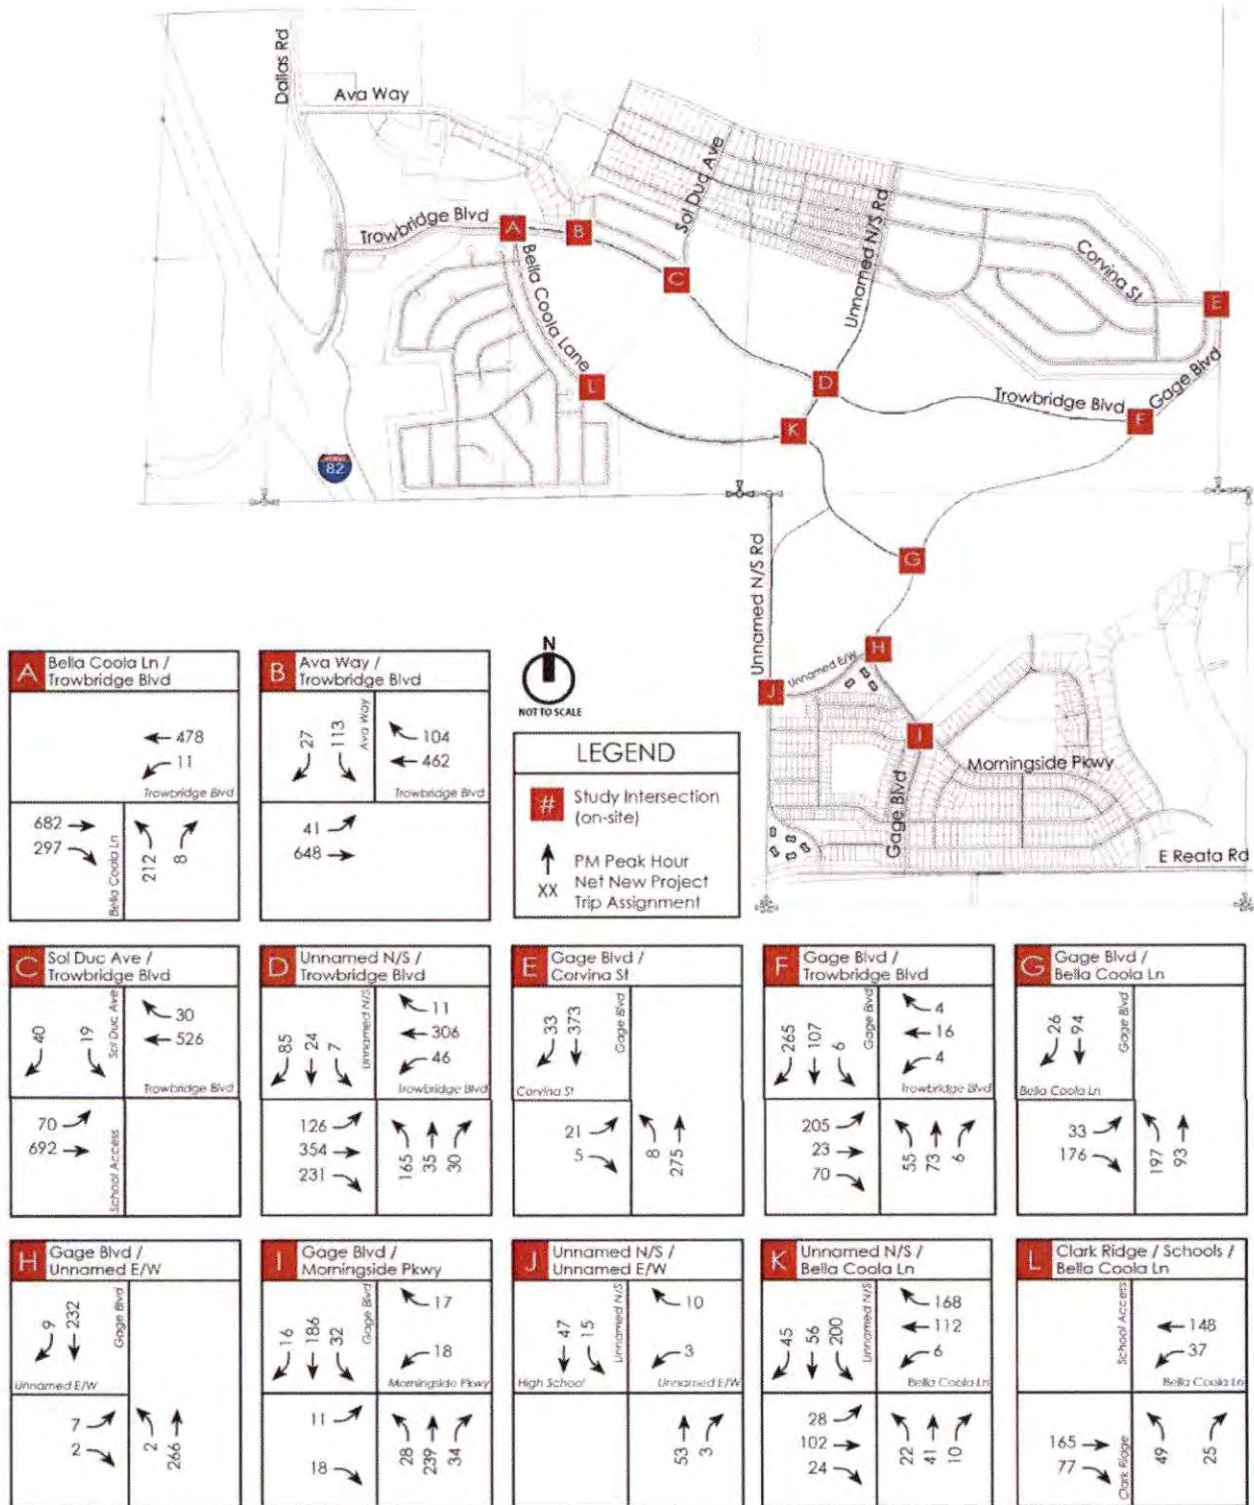 Dallas Rd
Ava Way
Sol Duc Ave
Trowbridge Blvd
A
B
Unnamed N/S Rd
C
Corvina St
Bella Coola Lane
E
L
D
Gage Blvd
Trowbridge Blvd
F
K
82
G
Unnamed N/S Rd
H
Unnamed E/W
J
I
Morningside Pkwy
Gage Blvd
E Reata Rd
N
NOT TO SCALE
LEGEND
# Study Intersection
(on-site)
XX
PM Peak Hour
Net New Project
Trip Assignment
A Bella Coola Ln /
Trowbridge Blvd
478
11
Trowbridge Blvd
682
297
Bella Coola Ln
212
8
B Ava Way /
Trowbridge Blvd
27
113
Ava Way
104
462
Trowbridge Blvd
41
648
C Sol Duc Ave /
Trowbridge Blvd
40
19
Sol Duc Ave
30
526
Trowbridge Blvd
70
692
School Access
D Unnamed N/S /
Trowbridge Blvd
85
24
7
Unnamed N/S
11
306
46
Trowbridge Blvd
126
354
231
165
35
30
E Gage Blvd /
Corvina St
33
373
Gage Blvd
Corvina St
21
5
8
275
F Gage Blvd /
Trowbridge Blvd
265
107
6
Gage Blvd
4
16
4
Trowbridge Blvd
205
23
70
55
73
6
G Gage Blvd /
Bella Coola Ln
26
94
Gage Blvd
Bella Coola Ln
33
176
197
93
H Gage Blvd /
Unnamed E/W
9
232
Gage Blvd
Unnamed E/W
7
2
2
266
I Gage Blvd /
Morningside Pkwy
16
186
32
Gage Blvd
17
18
Morningside Pkwy
11
18
28
239
34
J Unnamed N/S /
Unnamed E/W
47
15
Unnamed N/S
10
3
High School
Unnamed E/W
53
3
K Unnamed N/S /
Bella Coola Ln
45
56
200
Unnamed N/S
168
112
6
Bella Coola Ln
28
102
24
22
41
10
L Clark Ridge / Schools /
Bella Coola Ln
School Access
148
37
Bella Coola Ln
165
77
Clark Ridge
49
25